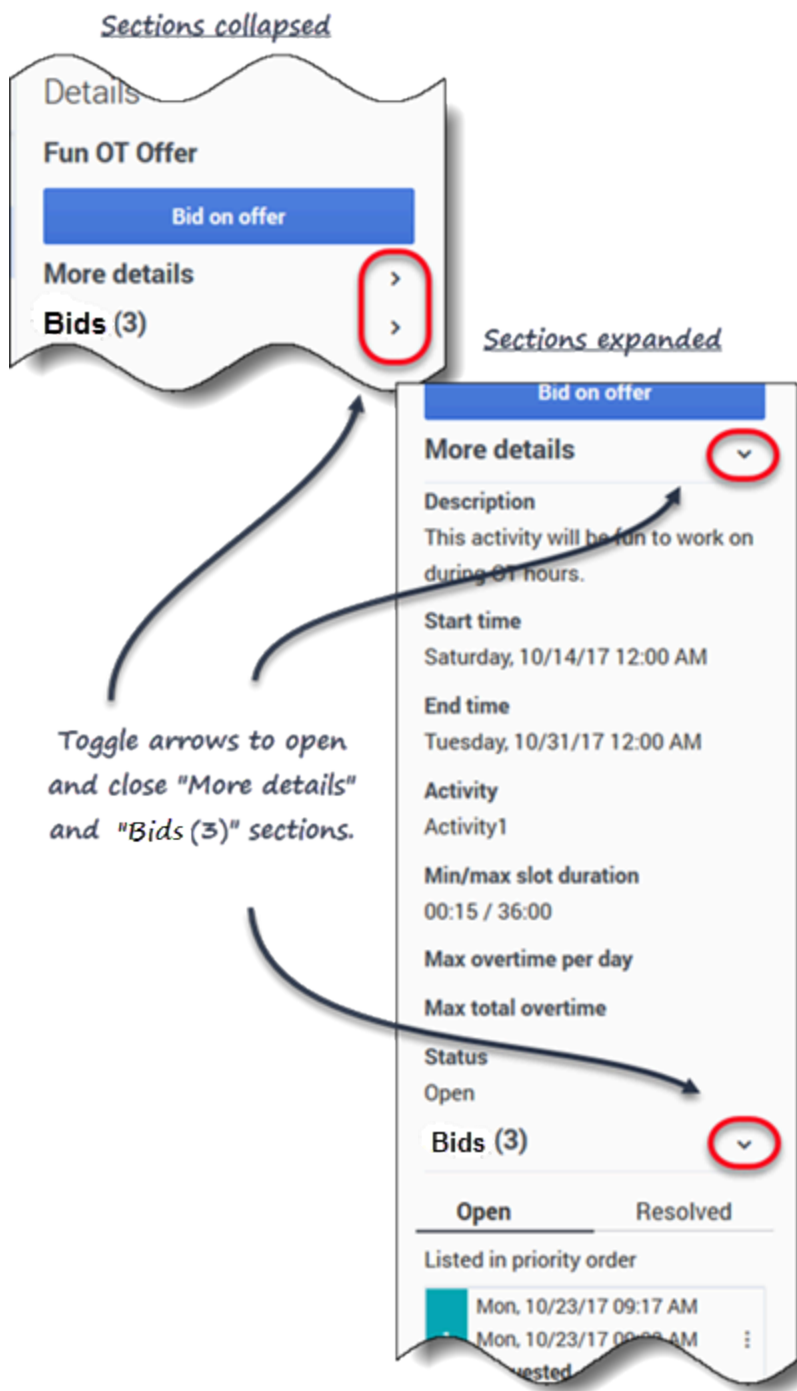 Sections collapsed
Details
Fun OT Offer
Bid on offer
More details
Bids (3)
Sections expanded
Bid on offer
More details
Description
This activity will be fun to work on
during OT hours.
Start time
Saturday, 10/14/17 12:00 AM
End time
Tuesday, 10/31/17 12:00 AM
Activity
Activity1
Min/max slot duration
00:15 / 36:00
Max overtime per day
Max total overtime
Status
Open
Bids (3)
Open Resolved
Listed in priority order
Mon, 10/23/17 09:17 AM
Mon, 10/23/17 AM
Toggle arrows to open
and close "More details"
and "Bids (3)" sections.